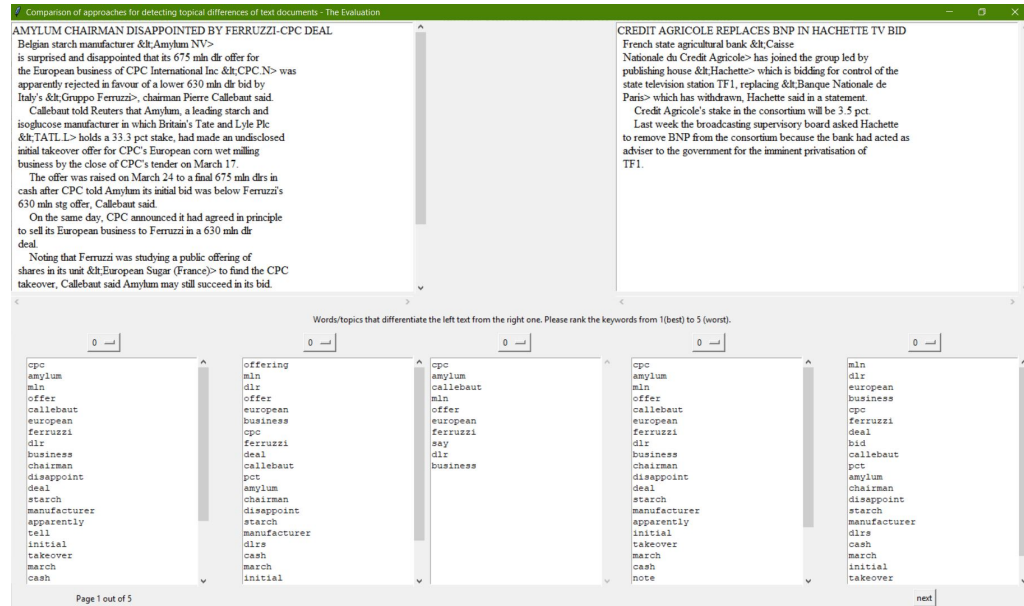 Comparison of approaches for detecting topical differences of text documents - The Evaluation
AMYLUM CHAIRMAN DISAPPOINTED BY FERRUZZI-CPC DEAL
Belgian starch manufacturer &lt;Amylum NV>
is surprised and disappointed that its 675 mln dlr offer for
the European business of CPC International Inc &lt;CPC.N> was
apparently rejected in favour of a lower 630 mln dlr bid by
Italy's &lt;Gruppo Ferruzzi>, chairman Pierre Callebaut said.
Callebaut told Reuters that Amylum, a leading starch and
isoglucose manufacturer in which Britain's Tate and Lyle Plc
&lt;TATL.L> holds a 33.3 pct stake, had made an undisclosed
initial takeover offer for CPC's European corn wet milling
business by the close of CPC's tender on March 17.
The offer was raised on March 24 to a final 675 mln dlrs in
cash after CPC told Amylum its initial bid was below Ferruzzi's
630 mln stg offer, Callebaut said.
On the same day, CPC announced it had agreed in principle
to sell its European business to Ferruzzi in a 630 mln dlr
deal.
Noting that Ferruzzi was studying a public offering of
shares in its unit &lt;European Sugar (France)> to fund the CPC
takeover, Callebaut said Amylum may still succeed in its bid.
CREDIT AGRICOLE REPLACES BNP IN HACHETTE TV BID
French state agricultural bank &lt;Caisse
Nationale du Credit Agricole> has joined the group led by
publishing house &lt;Hachette> which is bidding for control of the
state television station TF1, replacing &lt;Banque Nationale de
Paris> which has withdrawn, Hachette said in a statement.
Credit Agricole's stake in the consortium will be 3.5 pct.
Last week the broadcasting supervisory board asked Hachette
to remove BNP from the consortium because the bank had acted as
adviser to the government for the imminent privatisation of
TF1.
Words/topics that differentiate the left text from the right one. Please rank the keywords from 1(best) to 5 (worst).
0
0
0
0
0
cpc
amylum
mln
offer
callebaut
european
ferruzzi
dlr
business
chairman
disappoint
deal
starch
manufacturer
apparently
tell
initial
takeover
march
cash
offering
mln
dlr
offer
european
business
cpc
ferruzzi
deal
callebaut
pct
amylum
chairman
disappoint
starch
manufacturer
dlrs
cash
march
initial
cpc
amylum
callebaut
mln
offer
european
ferruzzi
say
dlr
business
cpc
amylum
mln
offer
callebaut
european
ferruzzi
dlr
business
chairman
disappoint
deal
starch
manufacturer
apparently
initial
takeover
march
cash
note
mln
dlr
european
business
cpc
offer
ferruzzi
deal
bid
callebaut
pct
amylum
chairman
disappoint
starch
manufacturer
dlrs
cash
march
initial
takeover
Page 1 out of 5
next